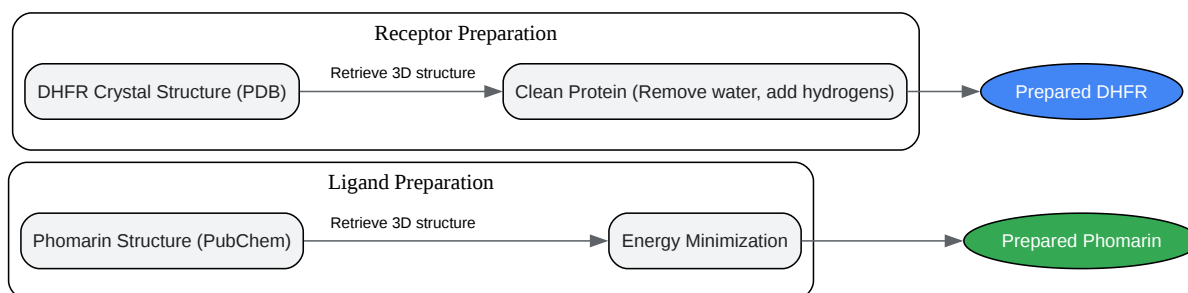 Receptor Preparation
DHFR Crystal Structure (PDB)
Retrieve 3D structure
Clean Protein (Remove water, add hydrogens)
Prepared DHFR
Ligand Preparation
Phomarin Structure (PubChem)
Retrieve 3D structure
Energy Minimization
Prepared Phomarin